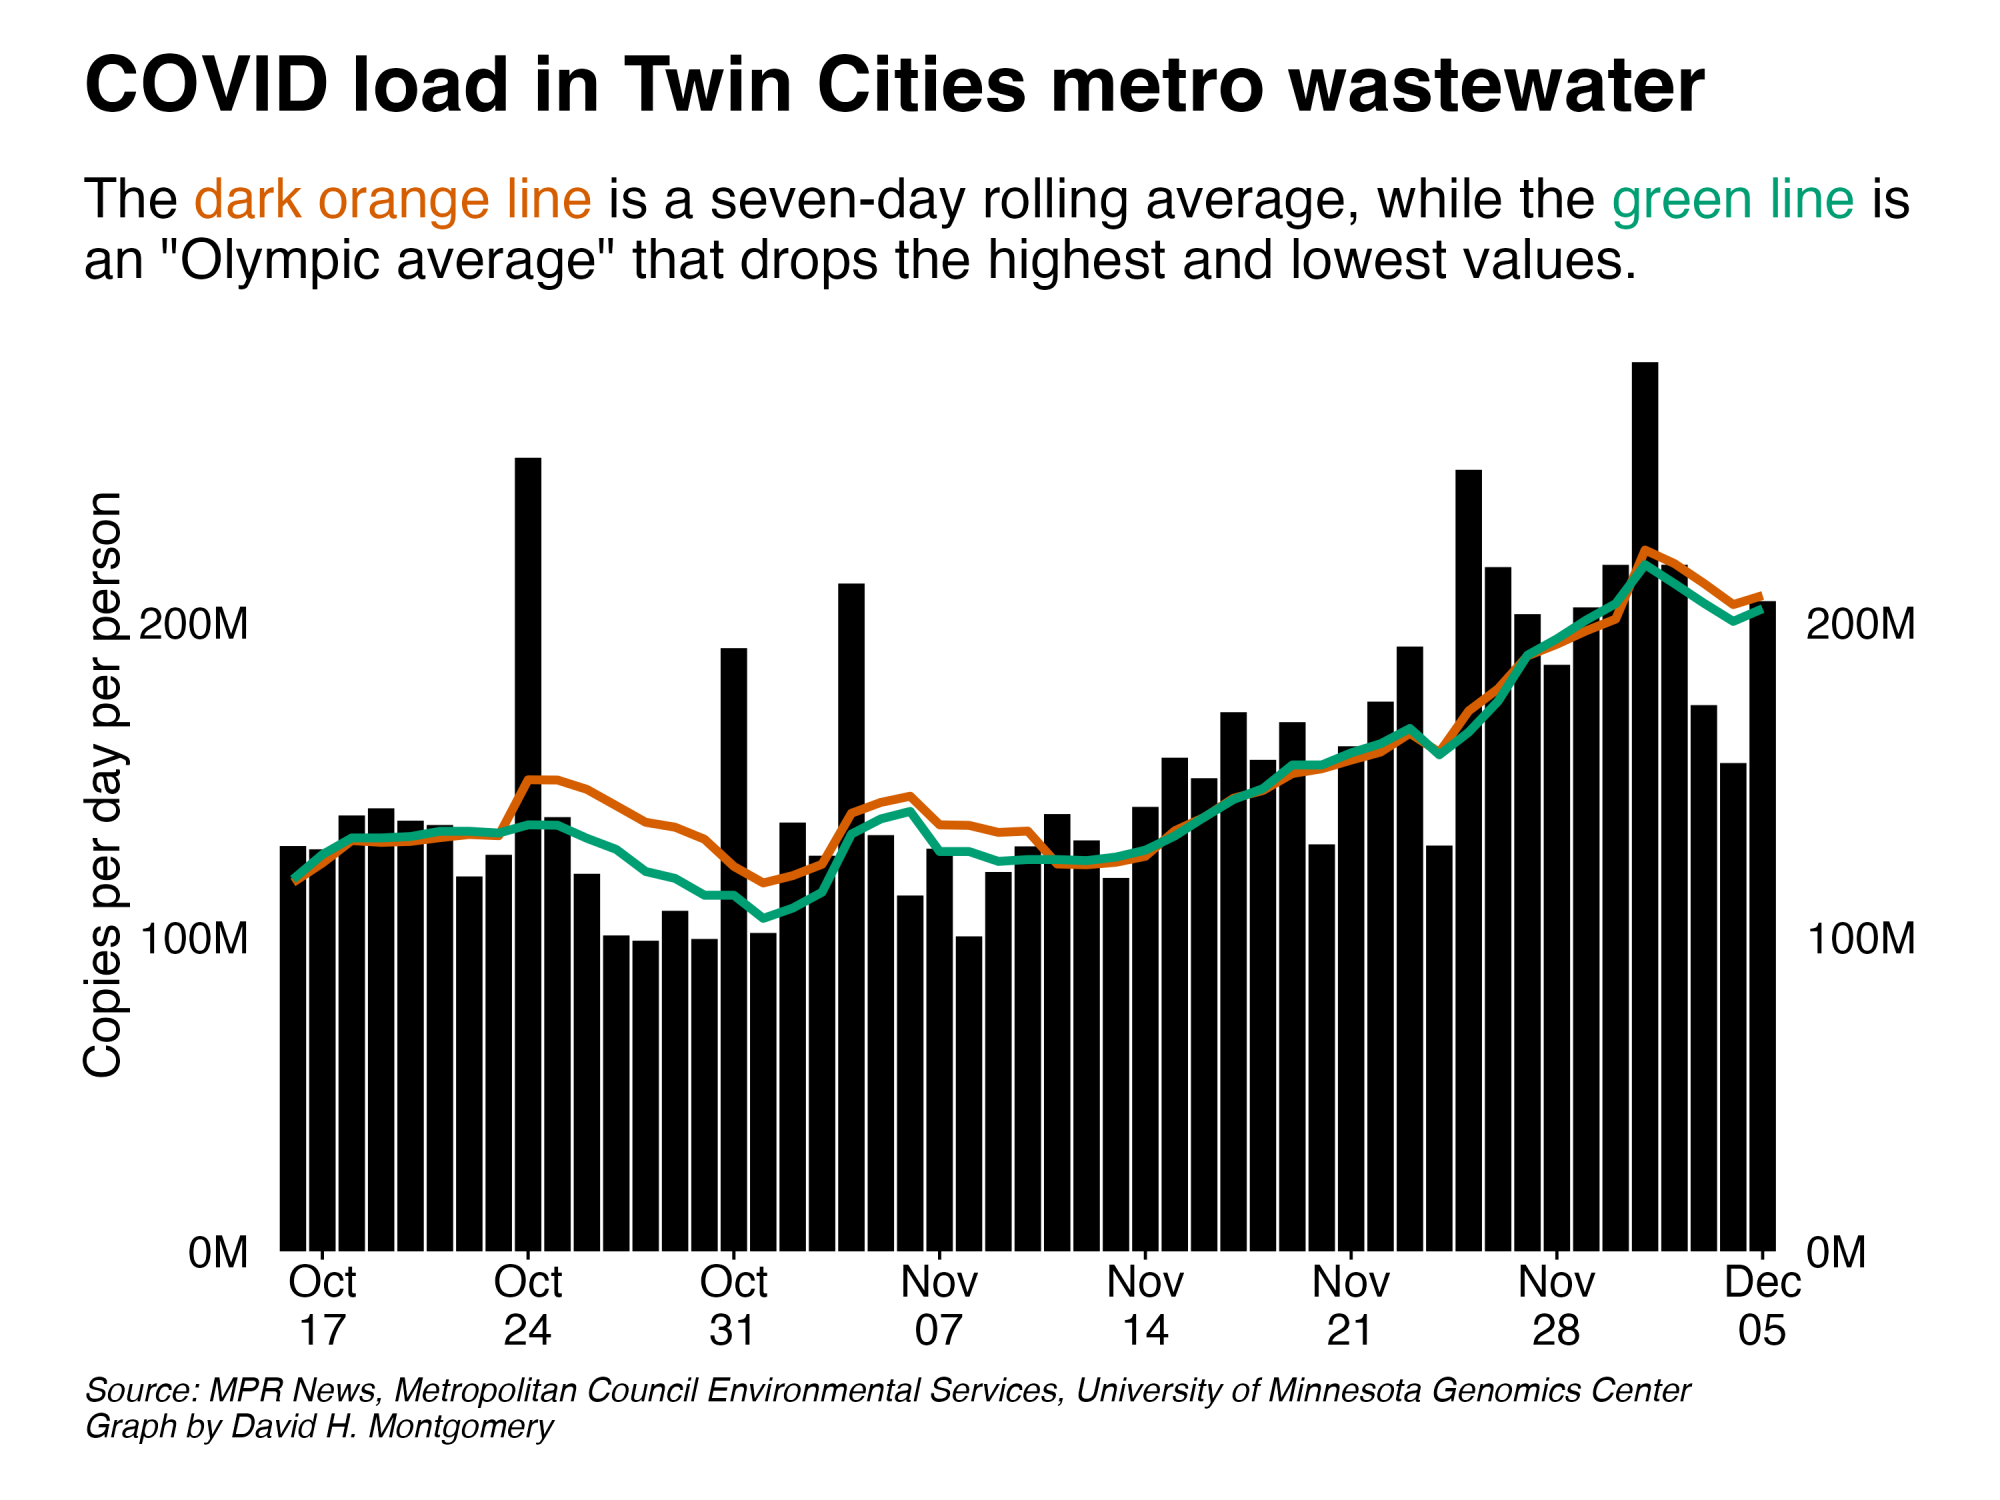 COVID load in Twin Cities metro wastewater
The dark orange line is a seven-day rolling average, while the green line is
an "Olympic average" that drops the highest and lowest values.
Copies per day per person
200M
100M
0M
200M
100M
0M
Oct 17
Oct 24
Oct 31
Nov 07
Nov 14
Nov 21
Nov 28
Dec 05
Source: MPR News, Metropolitan Council Environmental Services, University of Minnesota Genomics Center
Graph by David H. Montgomery